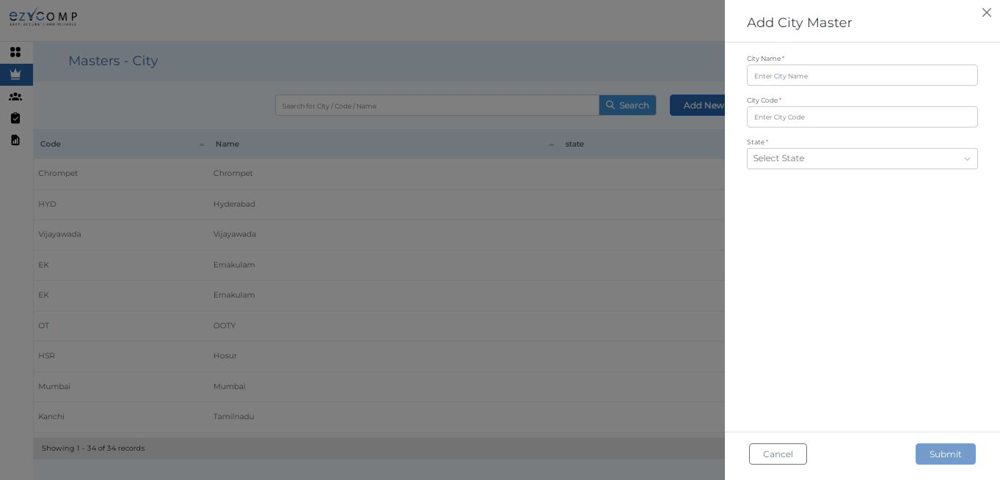 ezycomp
EASY, ACCURATE AND RELIABLE
Add City Master
Masters - City
City Name *
Enter City Name
City Code *
Enter City Code
State *
Select State
Search for City / Code / Name
Search
Add New
Code
Name
state
Chrompet Chrompet
HYD Hyderabad
Vijayawada Vijayawada
EK Ernakulam
EK Ernakulam
OT OOTY
HSR Hosur
Mumbai Mumbai
Kanchi Tamilnadu
Showing 1 - 34 of 34 records
Cancel
Submit